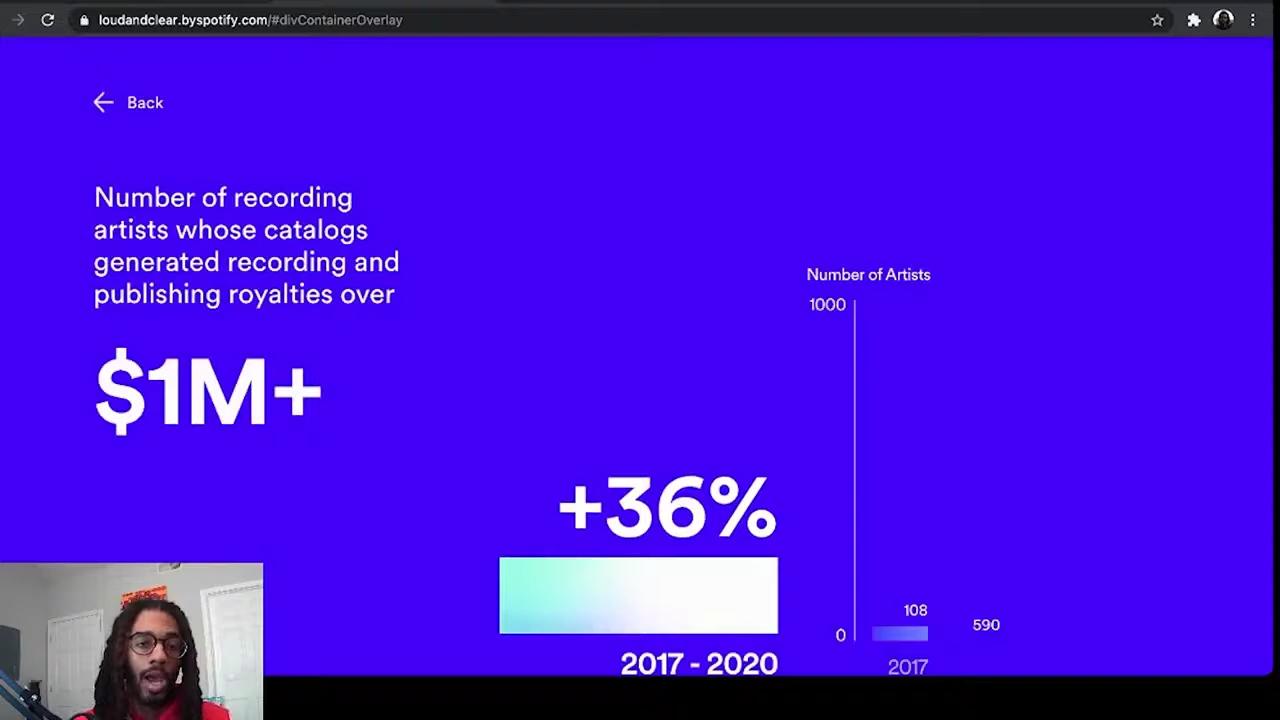 loudandclear.byspotify.com/#divContainerOverlay
Back
Number of recording
artists whose catalogs
generated recording and
publishing royalties over
$1M+
+36%
2017 - 2020
Number of Artists
1000
108
590
0
2017